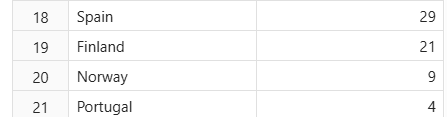 18 Spain 29
19 Finland 21
20 Norway 9
21 Portugal 4